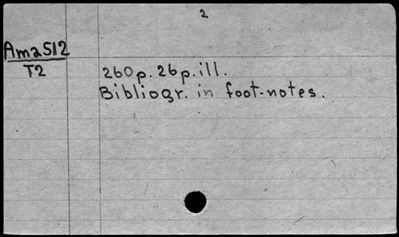 2
Am2512
T2
260p. 26p.ill.
Bibliogr. in foot-notes.